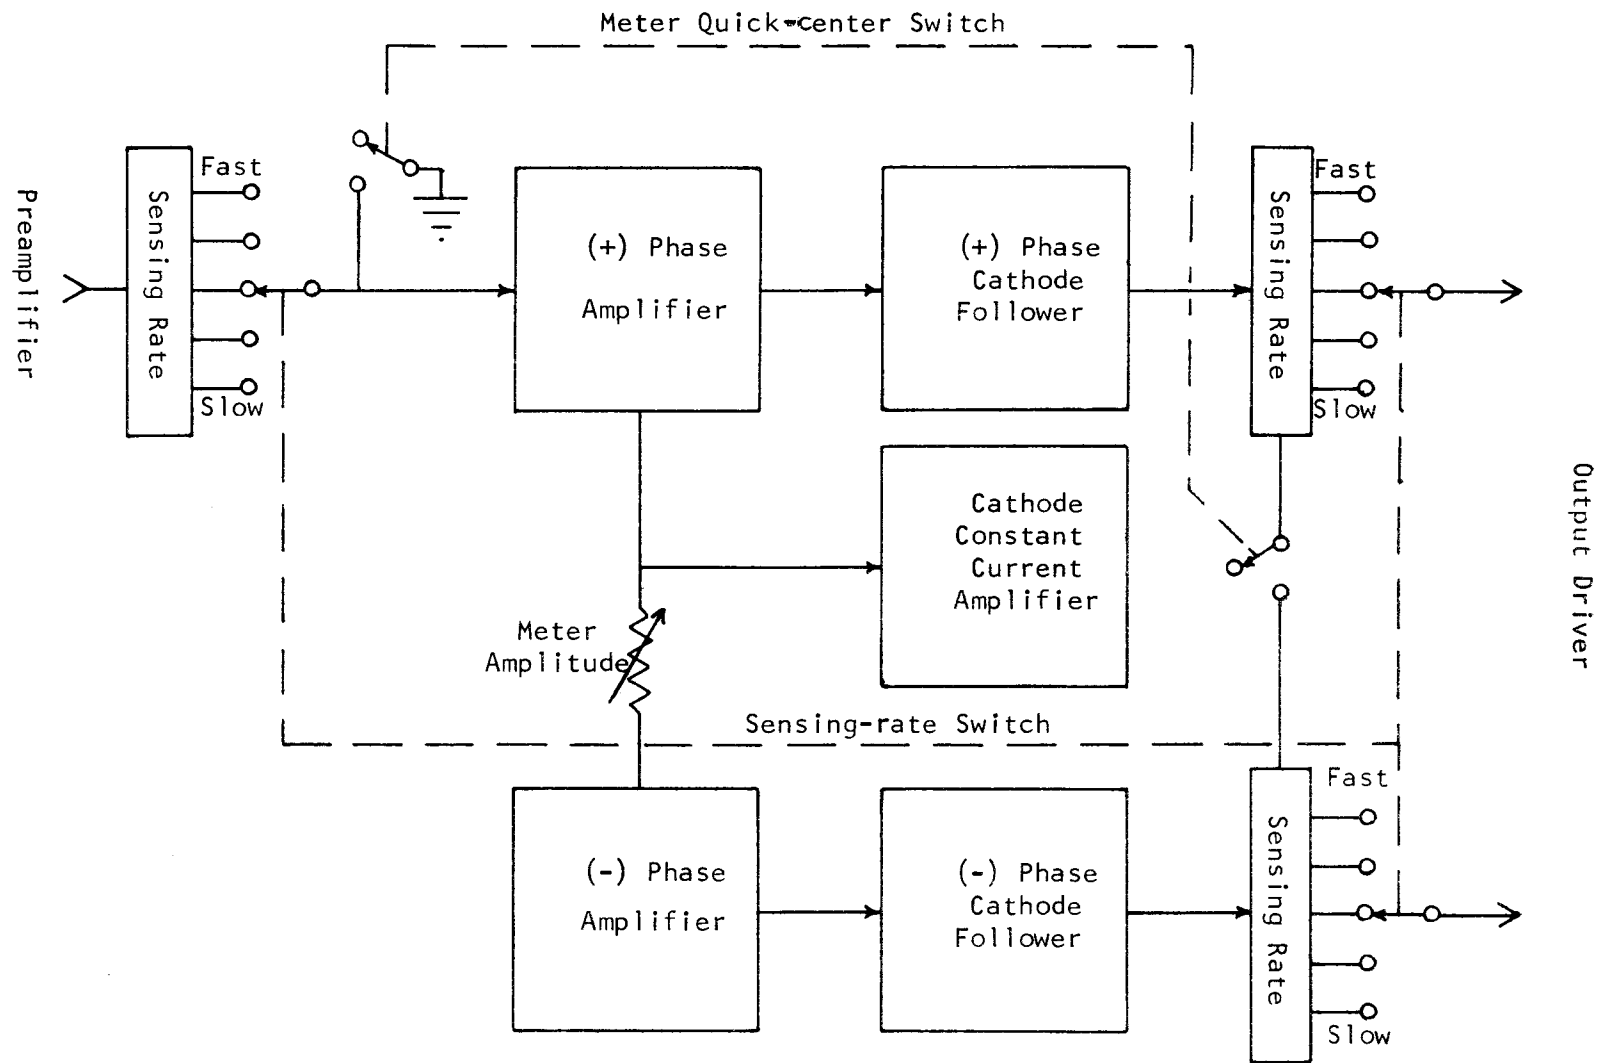 Meter Quick-center Switch
Preamplifier
Sensing Rate
Fast
Slow
(+) Phase
Amplifier
(+) Phase
Cathode
Follower
Sensing Rate
Fast
Slow
Output Driver
Cathode
Constant
Current
Amplifier
Meter
Amplitude
Sensing-rate Switch
(-) Phase
Amplifier
(-) Phase
Cathode
Follower
Sensing Rate
Fast
Slow